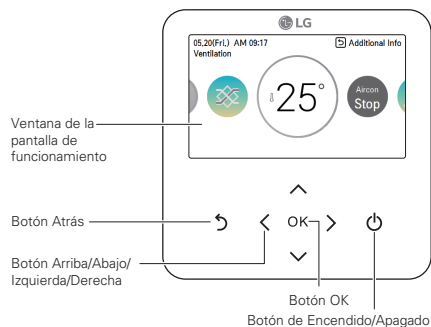 LG
05,20(Fri,) AM 09:17
Additional Info
Ventilation
25°
Aircon
Stop
Ventana de la
pantalla de
funcionamiento
Botón Atrás
OK
Botón Arriba/Abajo/
Izquierda/Derecha
Botón OK
Botón de Encendido/Apagado